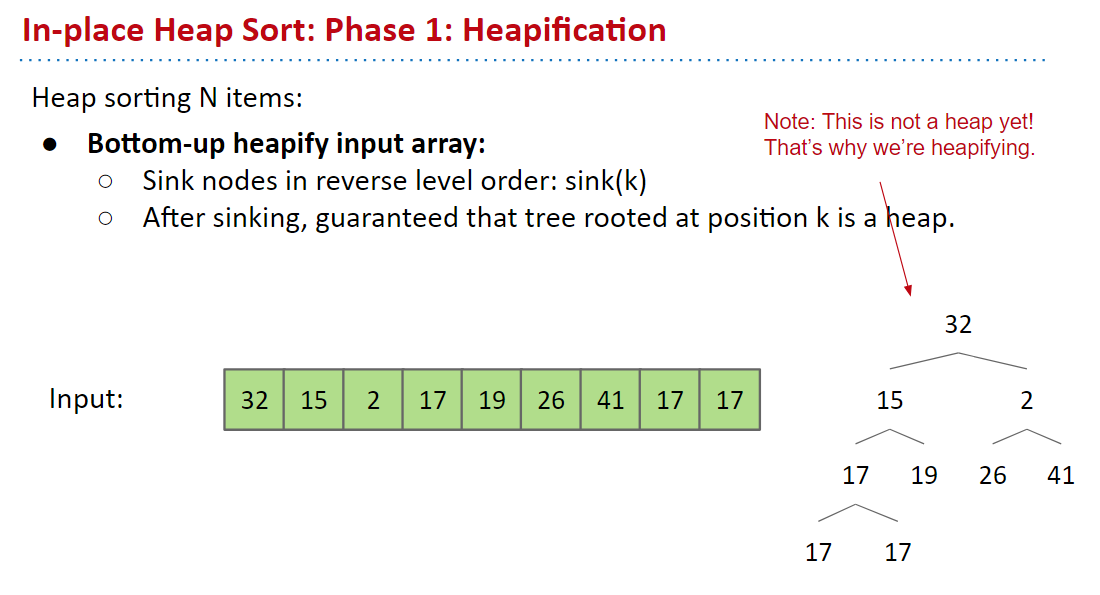 In-place Heap Sort: Phase 1: Heapification
Heap sorting N items:
● Bottom-up heapify input array:
○ Sink nodes in reverse level order: sink(k)
○ After sinking, guaranteed that tree rooted at position k is a heap.
Note: This is not a heap yet!
That's why we're heapifying.
Input:
32 15 2 17 19 26 41 17 17
32
15 2
17 19 26 41
17 17